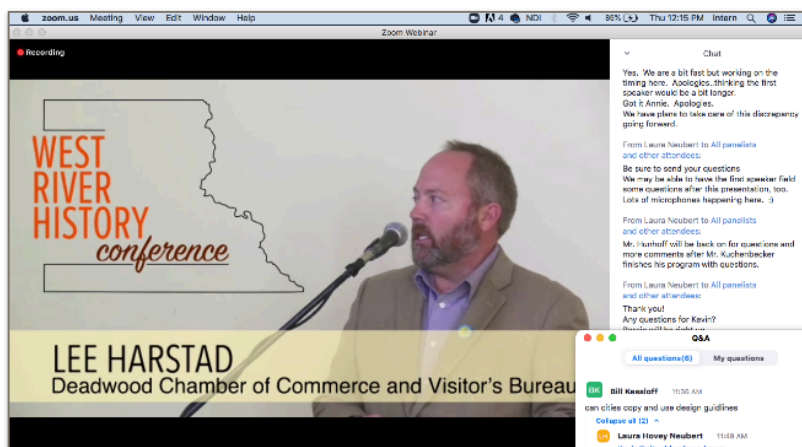 zoom.us Meeting View Edit Window Help
4 NDI 86% Thu 12:15 PM Intern
Zoom Webinar
Recording
WEST
RIVER
HISTORY
conference
LEE HARSTAD
Deadwood Chamber of Commerce and Visitor's Bureau
Chat
Yes. We are a bit fast but working on the
timing here. Apologies..thinking the first
speaker would be a bit longer.
Got it Annie. Apologies.
We have plans to take care of this discrepancy
going forward.
From Laura Neubert to All panelists
and other attendees:
Be sure to send your questions
We may be able to have the first speaker field
some questions after this presentation, too.
Lots of microphones happening here. :)
From Laura Neubert to All panelists
and other attendees:
Mr. Hunhoff will be back on for questions and
more comments after Mr. Kuchenbecker
finishes his program with questions.
From Laura Neubert to All panelists
and other attendees:
Thank you!
Any questions for Kevin?
Q&A
All questions(6) My questions
BK Bill Kessloff 11:36 AM
can cities copy and use design guidlines
Collapse all (2)
LH Laura Hovey Neubert 11:48 AM